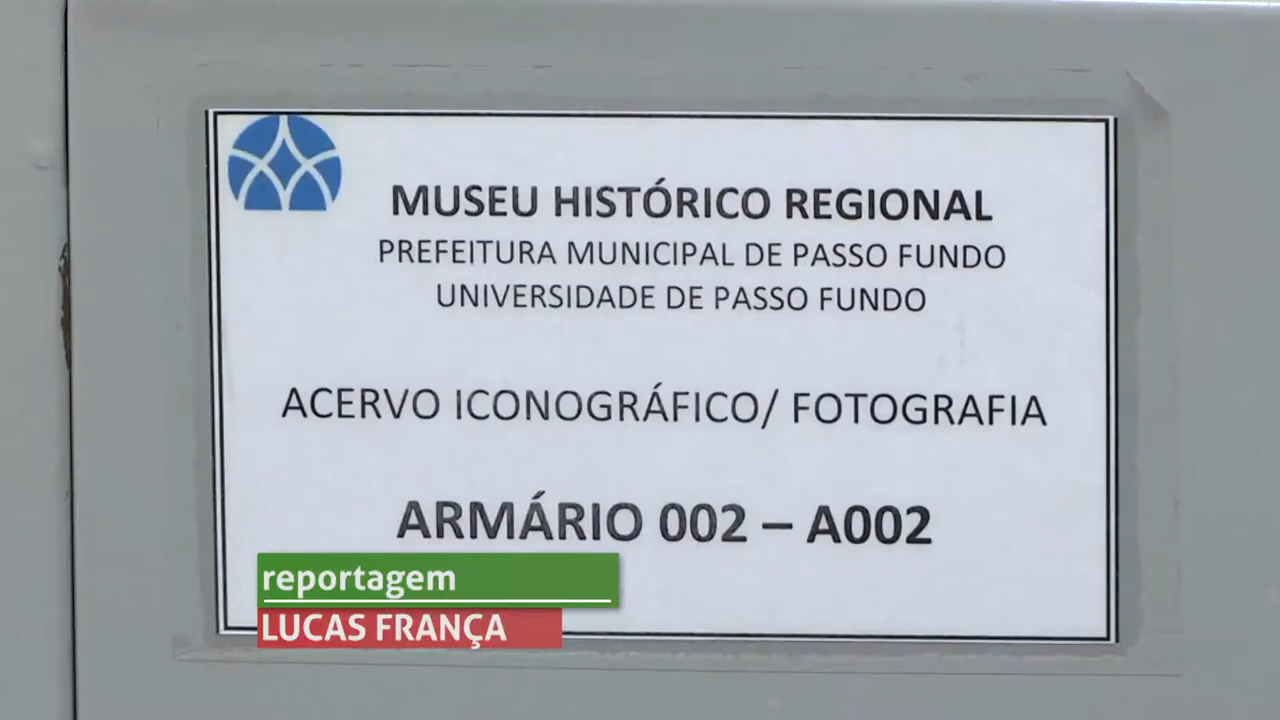 MUSEU HISTÓRICO REGIONAL
PREFEITURA MUNICIPAL DE PASSO FUNDO
UNIVERSIDADE DE PASSO FUNDO
ACERVO ICONOGRÁFICO/ FOTOGRAFIA
ARMÁRIO 002 – A002
reportagem
LUCAS FRANÇA